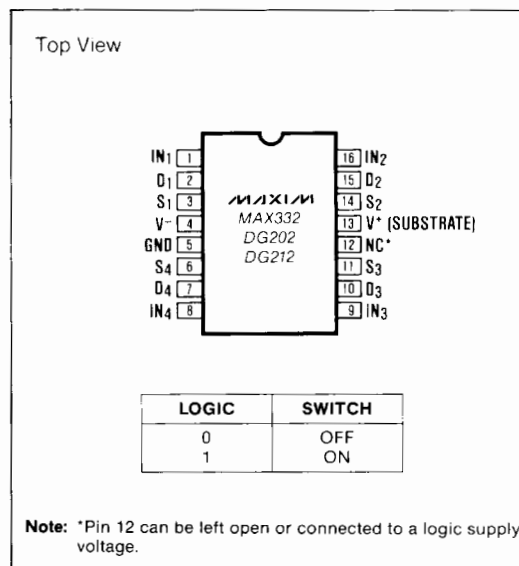 Top View
IN1 1 16 IN2
D1 2 15 D2
S1 3 MAXIM 14 S2
V- 4 MAX332 13 V+ (SUBSTRATE)
GND 5 DG202 12 NC*
S4 6 DG212 11 S3
D4 7 10 D3
IN4 8 9 IN3
LOGIC SWITCH
0 OFF
1 ON
Note: *Pin 12 can be left open or connected to a logic supply
voltage.